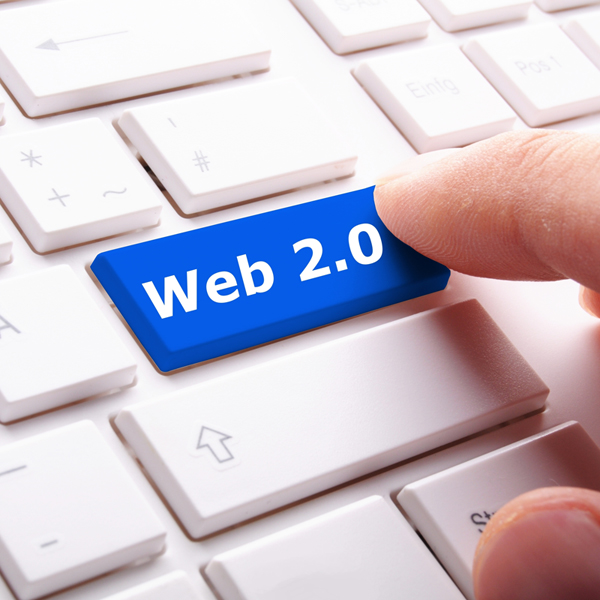 Einfg
Pos 1
'
#
*
+ ~
Web 2.0
Ä
_
-